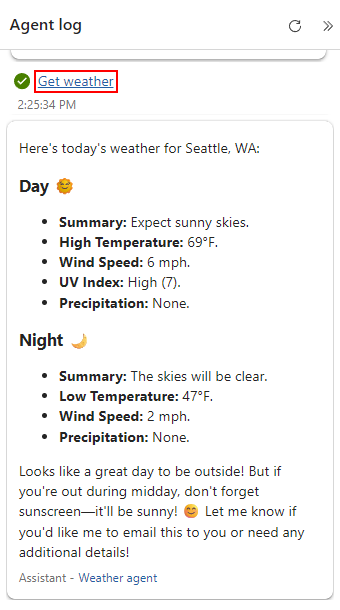 Agent log
Get weather
2:25:34 PM
Here's today's weather for Seattle, WA:
Day 🌞
• Summary: Expect sunny skies.
• High Temperature: 69°F.
• Wind Speed: 6 mph.
• UV Index: High (7).
• Precipitation: None.
Night 🌙
• Summary: The skies will be clear.
• Low Temperature: 47°F.
• Wind Speed: 2 mph.
• Precipitation: None.
Looks like a great day to be outside! But if
you're out during midday, don't forget
sunscreen—it'll be sunny! 😊 Let me know if
you'd like me to email this to you or need any
additional details!
Assistant - Weather agent